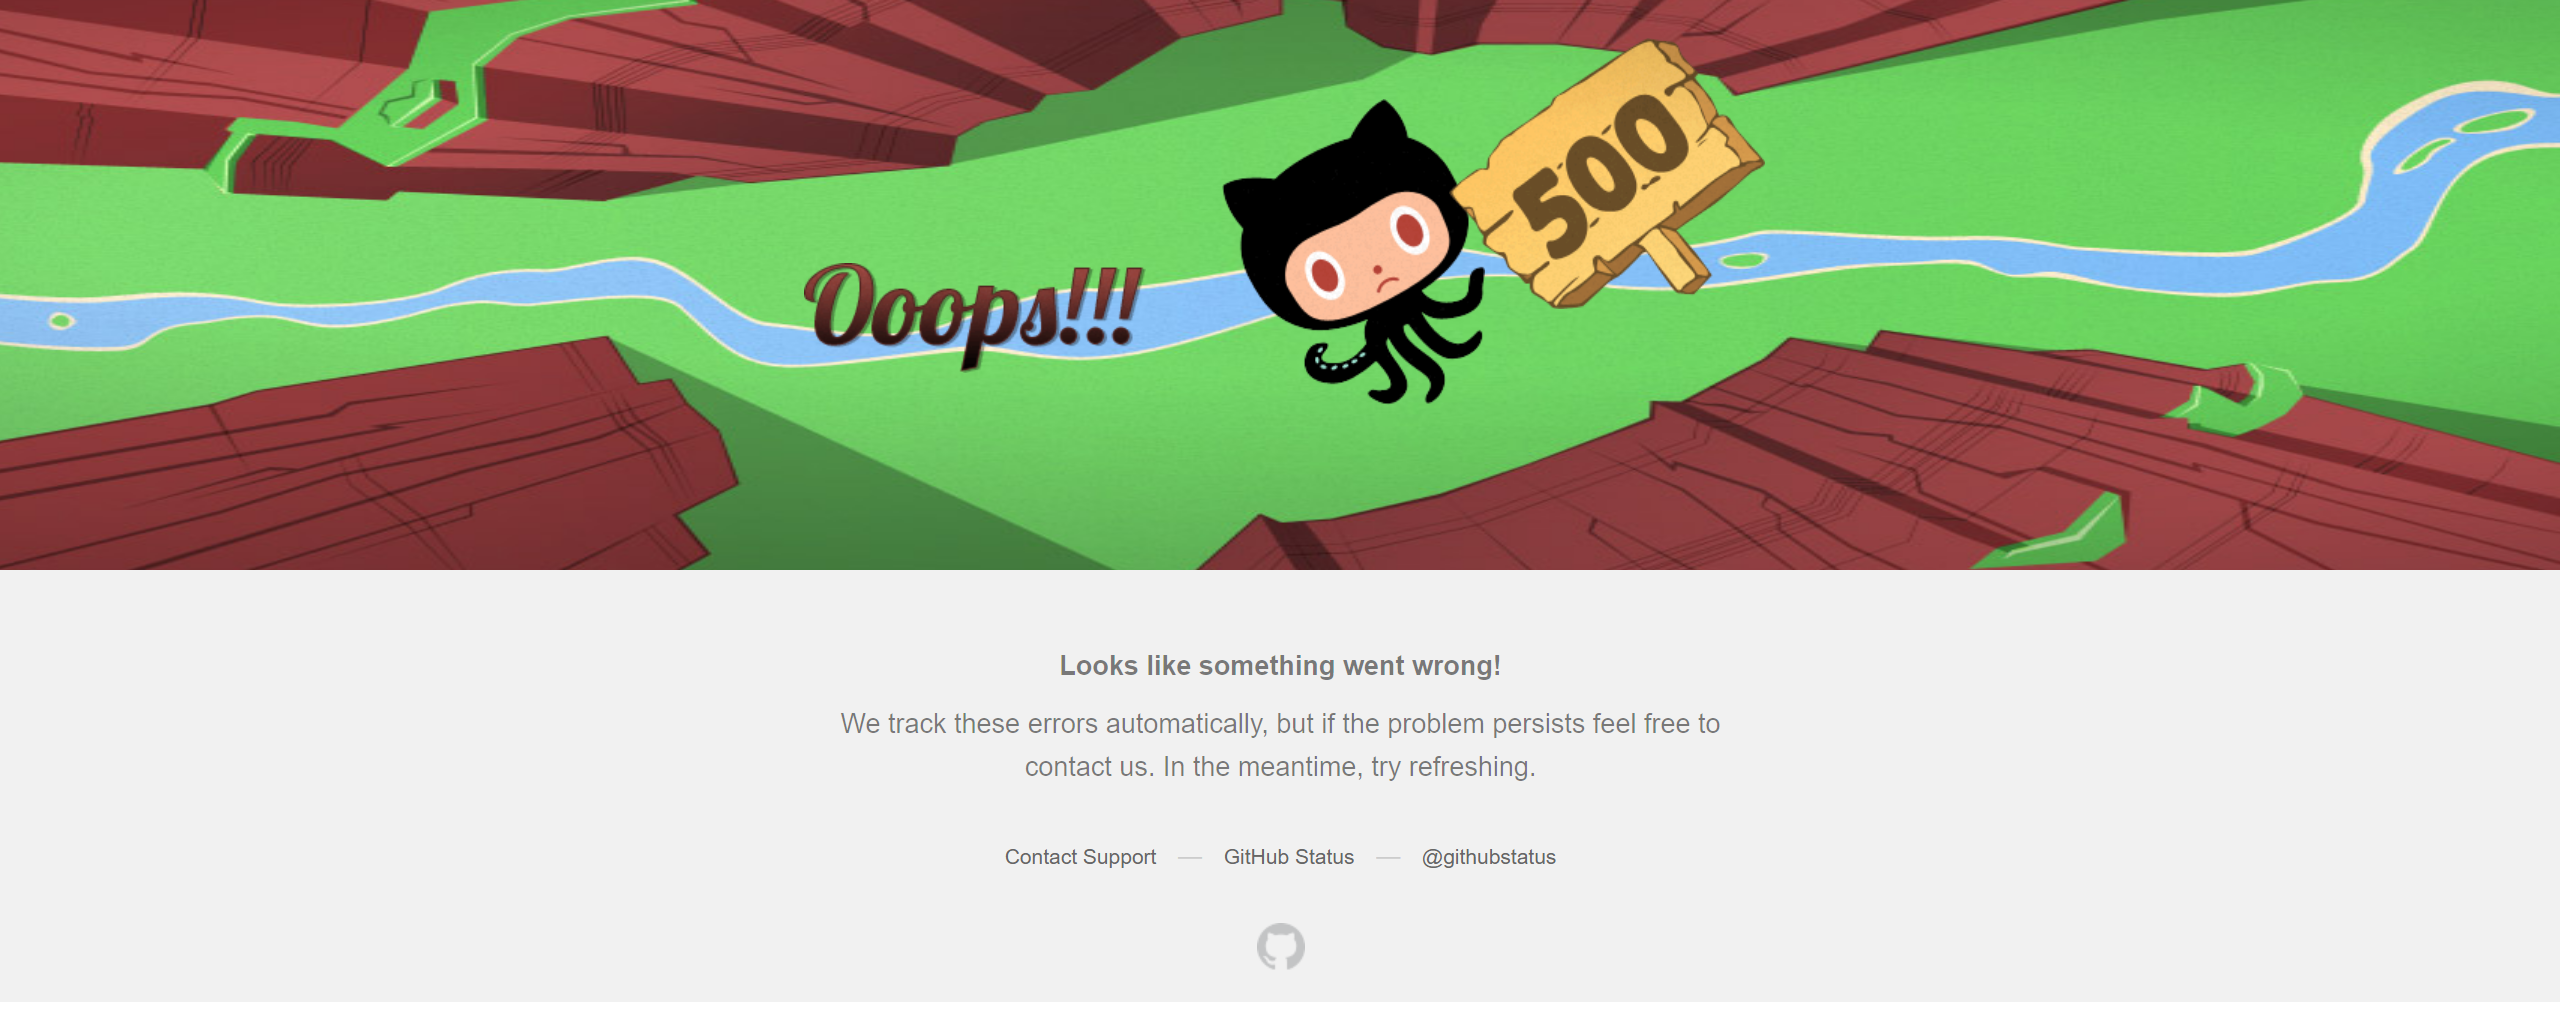 500
Ooops!!!
Looks like something went wrong!
We track these errors automatically, but if the problem persists feel free to
contact us. In the meantime, try refreshing.
Contact Support — GitHub Status — @githubstatus